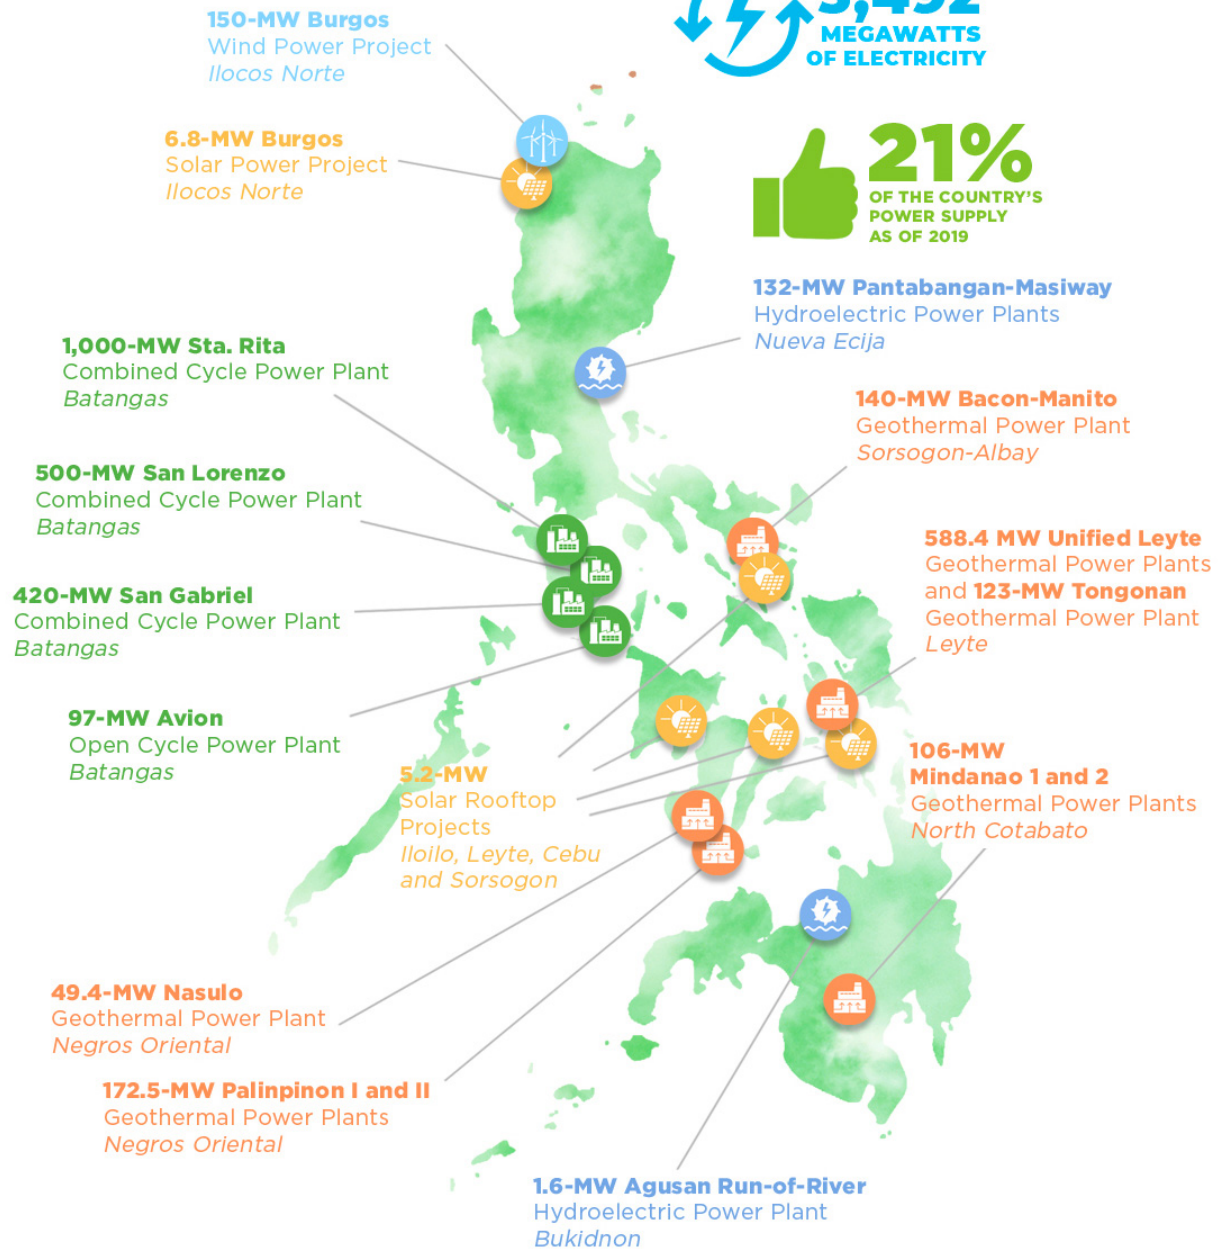 150-MW Burgos
Wind Power Project
Ilocos Norte
3,492
MEGAWATTS
OF ELECTRICITY
6.8-MW Burgos
Solar Power Project
Ilocos Norte
21%
OF THE COUNTRY'S
POWER SUPPLY
AS OF 2019
132-MW Pantabangan-Masiway
Hydroelectric Power Plants
Nueva Ecija
1,000-MW Sta. Rita
Combined Cycle Power Plant
Batangas
140-MW Bacon-Manito
Geothermal Power Plant
Sorsogon-Albay
500-MW San Lorenzo
Combined Cycle Power Plant
Batangas
588.4 MW Unified Leyte
Geothermal Power Plants
and 123-MW Tongonan
Geothermal Power Plant
Leyte
420-MW San Gabriel
Combined Cycle Power Plant
Batangas
97-MW Avion
Open Cycle Power Plant
Batangas
5.2-MW
Solar Rooftop
Projects
Iloilo, Leyte, Cebu
and Sorsogon
106-MW
Mindanao 1 and 2
Geothermal Power Plants
North Cotabato
49.4-MW Nasulo
Geothermal Power Plant
Negros Oriental
172.5-MW Palinpinon I and II
Geothermal Power Plants
Negros Oriental
1.6-MW Agusan Run-of-River
Hydroelectric Power Plant
Bukidnon